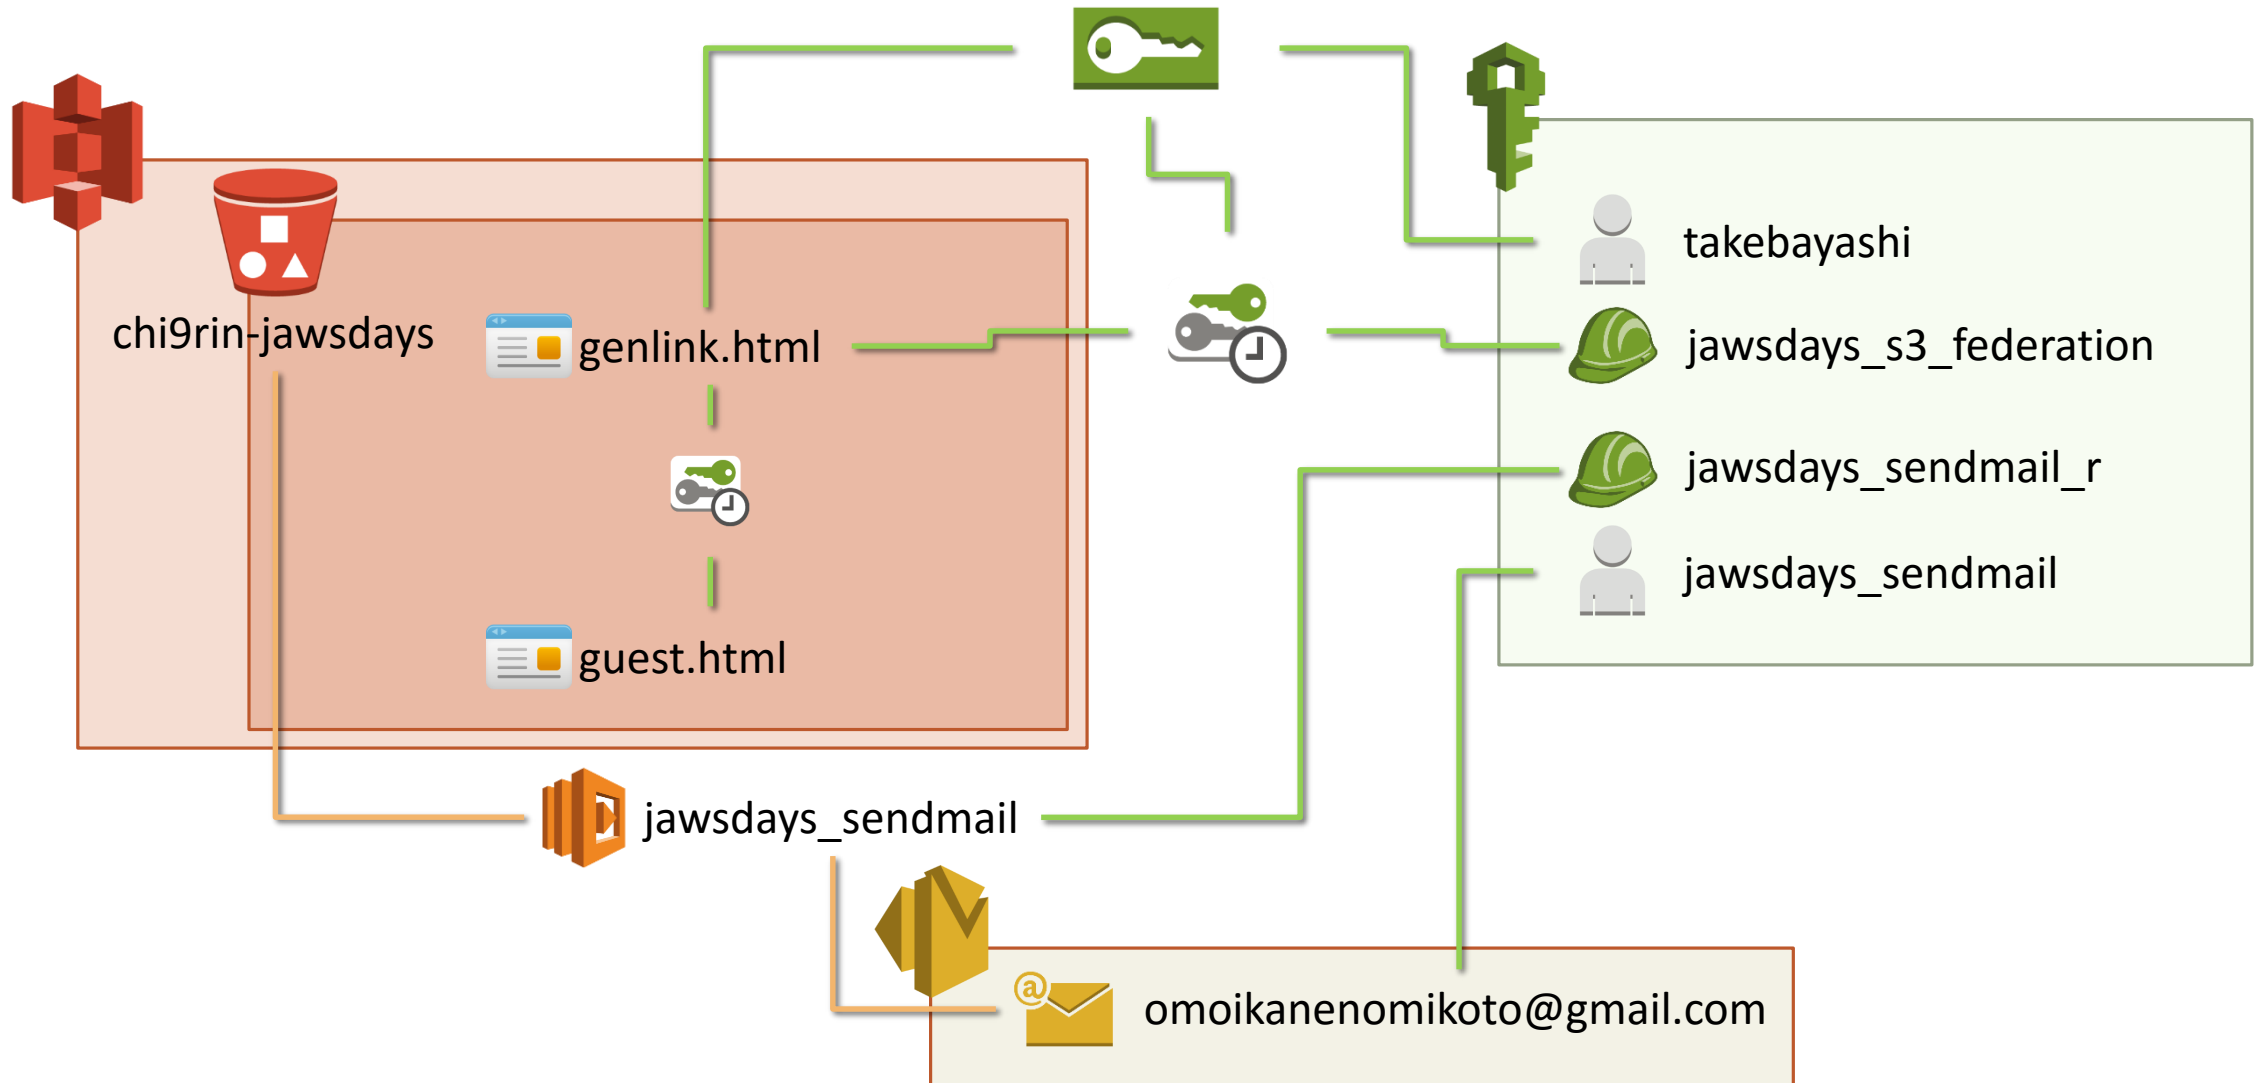 takebayashi
chi9rin-jawsdays
genlink.html
jawsdays_s3_federation
jawsdays_sendmail_r
jawsdays_sendmail
guest.html
jawsdays_sendmail
omoikanenomikoto@gmail.com